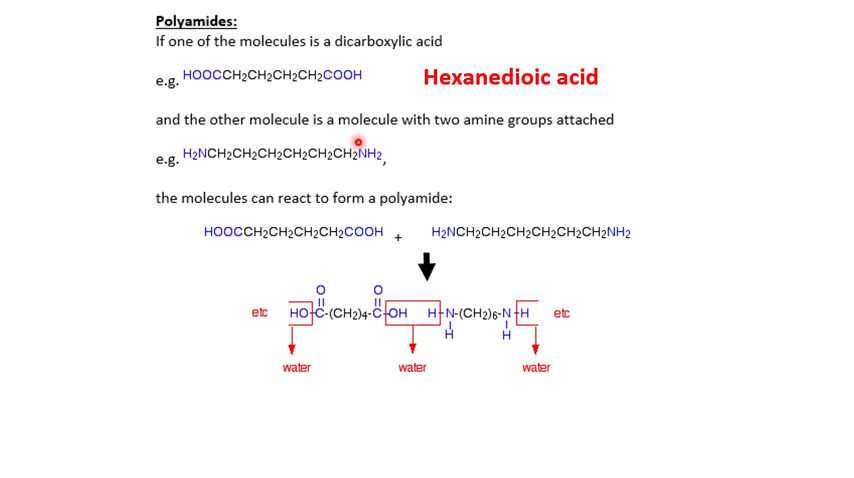 Polyamides:
If one of the molecules is a dicarboxylic acid
e.g. HOOCCH₂CH₂CH₂CH₂COOH Hexanedioic acid
and the other molecule is a molecule with two amine groups attached
e.g. H₂NCH₂CH₂CH₂CH₂CH₂CH₂NH₂,
the molecules can react to form a polyamide:
HOOCCH₂CH₂CH₂CH₂COOH + H₂NCH₂CH₂CH₂CH₂CH₂CH₂NH₂
O O
etc HO-C-(CH₂)₄-C-OH H-N-(CH₂)₆-N-H etc
H H
water water water